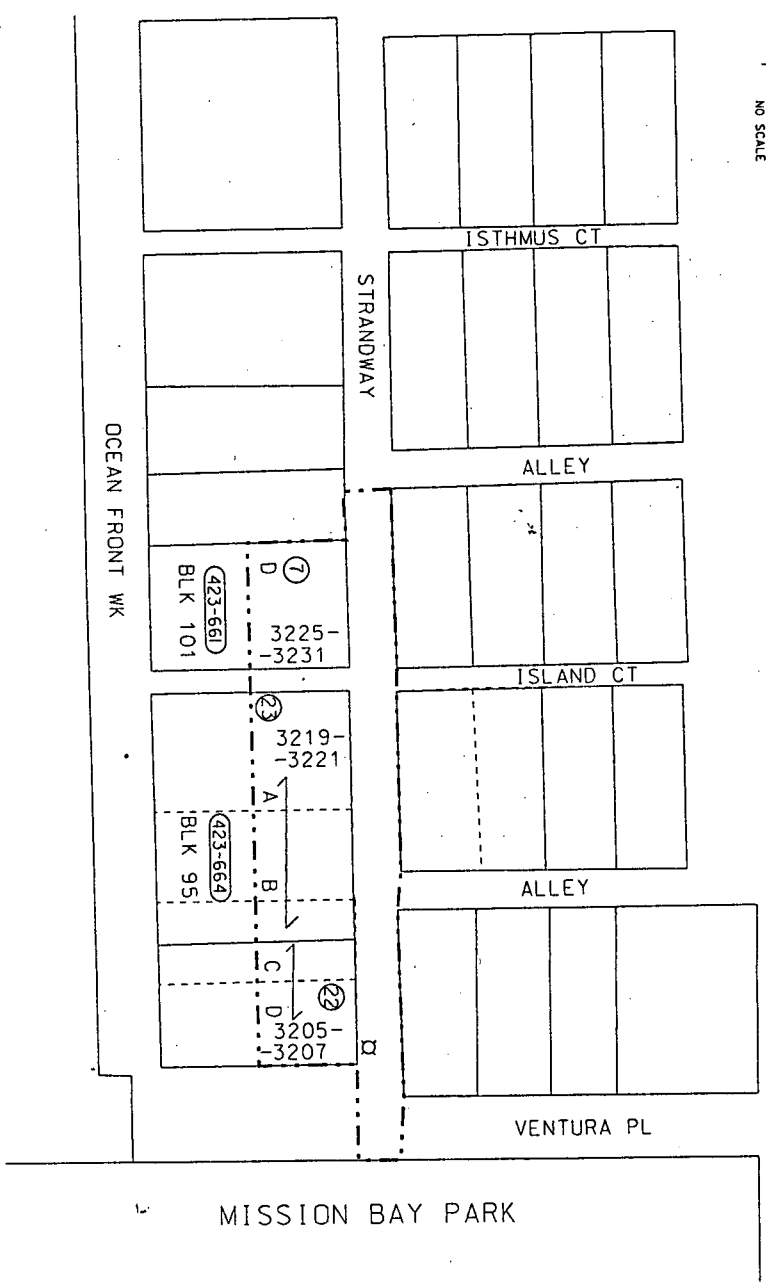 NO SCALE
ISTHMUS CT
STRANDWAY
OCEAN FRONT WK
ALLEY
7
D
423-661
BLK 101
3225-
-3231
ISLAND CT
23
3219-
-3221
A
423-664
BLK 95
B
ALLEY
C
22
D
3205-
-3207
VENTURA PL
MISSION BAY PARK